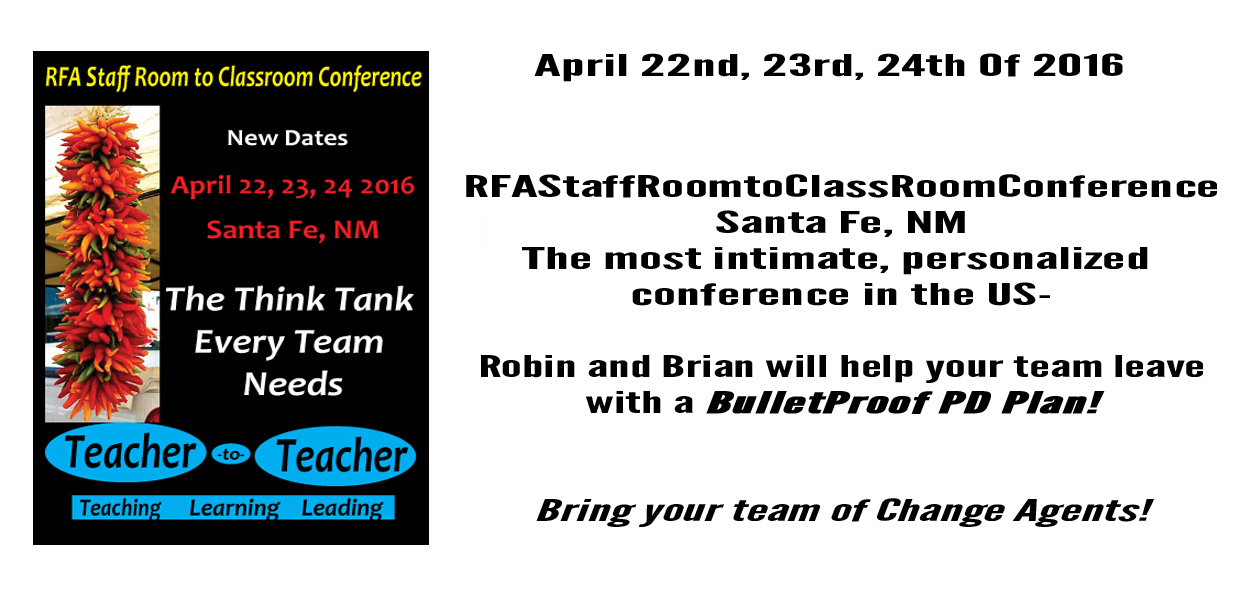 RFA Staff Room to Classroom Conference
New Dates
April 22, 23, 24 2016
Santa Fe, NM
The Think Tank
Every Team
Needs
Teacher -to- Teacher
Teaching Learning Leading
April 22nd, 23rd, 24th Of 2016
RFAStaffRoomtoClassRoomConference
Santa Fe, NM
The most intimate, personalized
conference in the US-
Robin and Brian will help your team leave
with a BulletProof PD Plan!
Bring your team of Change Agents!